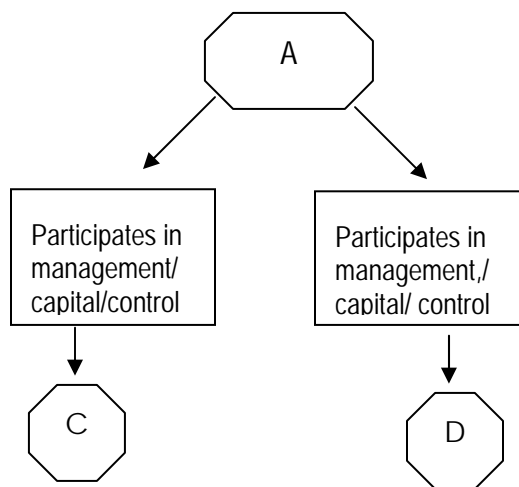 A
Participates in
management/
capital/control
Participates in
management,/
capital/ control
C
D